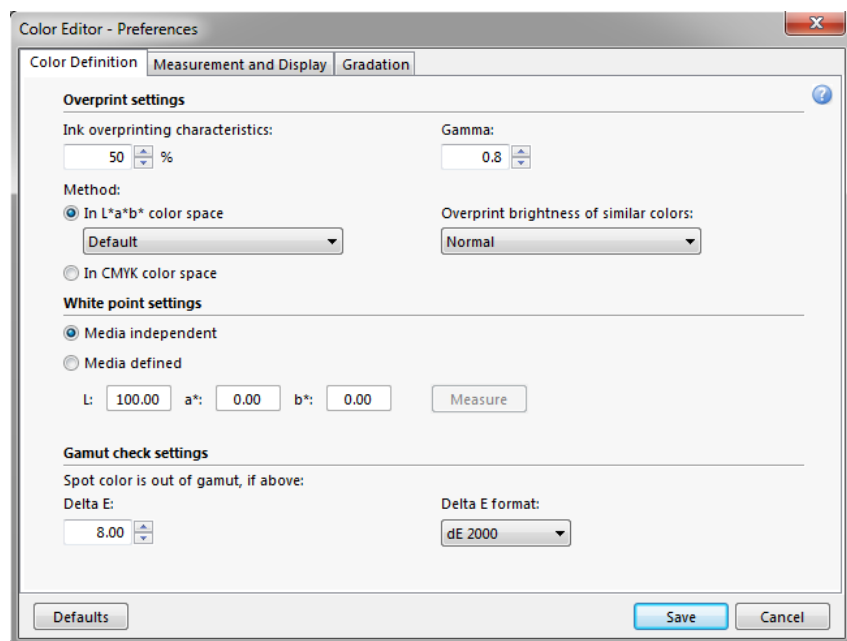 Color Editor - Preferences
Color Definition Measurement and Display Gradation
Overprint settings
Ink overprinting characteristics: Gamma:
50 % 0.8
Method:
In L*a*b* color space Overprint brightness of similar colors:
Default Normal
In CMYK color space
White point settings
Media independent
Media defined
L: 100.00 a*: 0.00 b*: 0.00 Measure
Gamut check settings
Spot color is out of gamut, if above:
Delta E: Delta E format:
8.00 dE 2000
Defaults Save Cancel